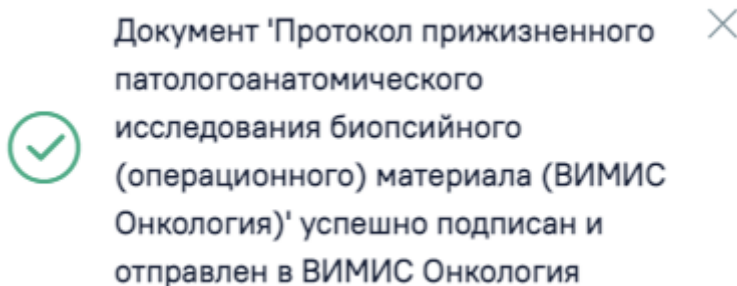 Документ 'Протокол прижизненного
патологоанатомического
исследования биопсийного
(операционного) материала (ВИМИС
Онкология)' успешно подписан и
отправлен в ВИМИС Онкология